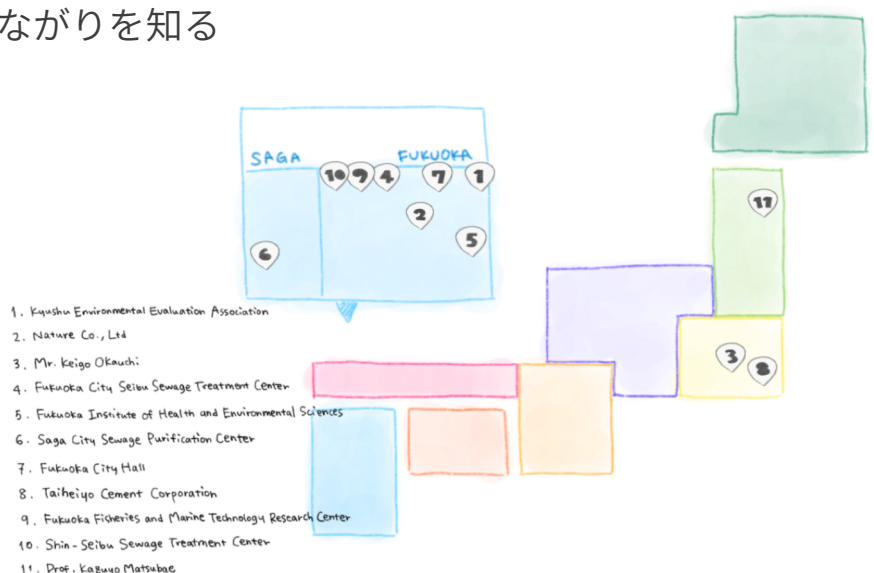 ながりを知る
SAGA
FUKUOKA
10 9 4 7 1
2
5
6
11
3
8
1. Kyushu Environmental Evaluation Association
2. Nature Co., Ltd
3. Mr. Keigo Okauchi
4. Fukuoka City Seibu Sewage Treatment Center
5. Fukuoka Institute of Health and Environmental Sciences
6. Saga City Sewage Purification Center
7. Fukuoka City Hall
8. Taiheiyo Cement Corporation
9. Fukuoka Fisheries and Marine Technology Research Center
10. Shin-Seibu Sewage Treatment Center
11. Prof. Kazuyo Matsubae